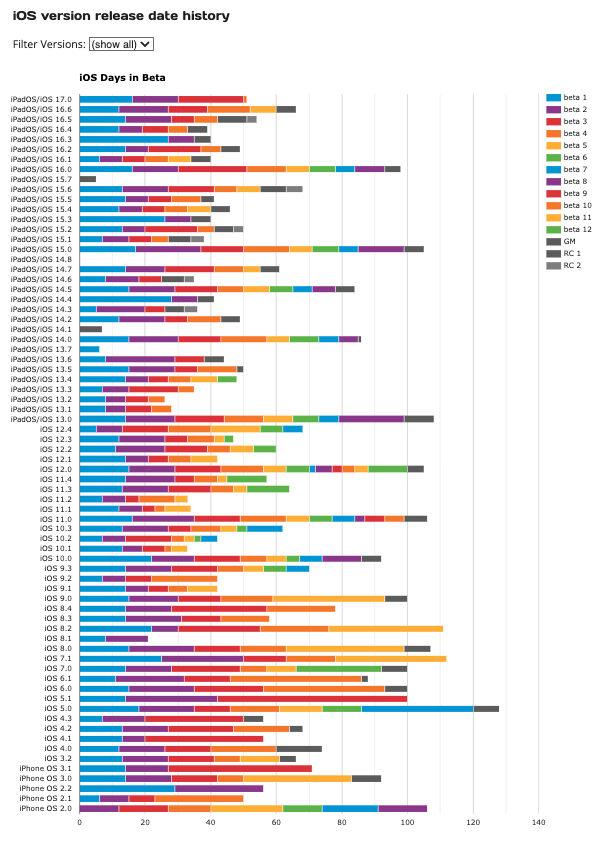 iOS version release date history
Filter Versions: (show all)
iOS Days in Beta
iPadOS/iOS 17.0
iPadOS/iOS 16.6
iPadOS/iOS 16.5
iPadOS/iOS 16.4
iPadOS/iOS 16.3
iPadOS/iOS 16.2
iPadOS/iOS 16.1
iPadOS/iOS 16.0
iPadOS/iOS 15.7
iPadOS/iOS 15.6
iPadOS/iOS 15.5
iPadOS/iOS 15.4
iPadOS/iOS 15.3
iPadOS/iOS 15.2
iPadOS/iOS 15.1
iPadOS/iOS 15.0
iPadOS/iOS 14.8
iPadOS/iOS 14.7
iPadOS/iOS 14.6
iPadOS/iOS 14.5
iPadOS/iOS 14.4
iPadOS/iOS 14.3
iPadOS/iOS 14.2
iPadOS/iOS 14.1
iPadOS/iOS 14.0
iPadOS/iOS 13.7
iPadOS/iOS 13.6
iPadOS/iOS 13.5
iPadOS/iOS 13.4
iPadOS/iOS 13.3
iPadOS/iOS 13.2
iPadOS/iOS 13.1
iPadOS/iOS 13.0
iOS 12.4
iOS 12.3
iOS 12.2
iOS 12.1
iOS 12.0
iOS 11.4
iOS 11.3
iOS 11.2
iOS 11.1
iOS 11.0
iOS 10.3
iOS 10.2
iOS 10.1
iOS 10.0
iOS 9.3
iOS 9.2
iOS 9.1
iOS 9.0
iOS 8.4
iOS 8.3
iOS 8.2
iOS 8.1
iOS 8.0
iOS 7.1
iOS 7.0
iOS 6.1
iOS 6.0
iOS 5.1
iOS 5.0
iOS 4.3
iOS 4.2
iOS 4.1
iOS 4.0
iOS 3.2
iPhone OS 3.1
iPhone OS 3.0
iPhone OS 2.2
iPhone OS 2.1
iPhone OS 2.0
0 20 40 60 80 100 120 140
beta 1
beta 2
beta 3
beta 4
beta 5
beta 6
beta 7
beta 8
beta 9
beta 10
beta 11
beta 12
GM
RC 1
RC 2